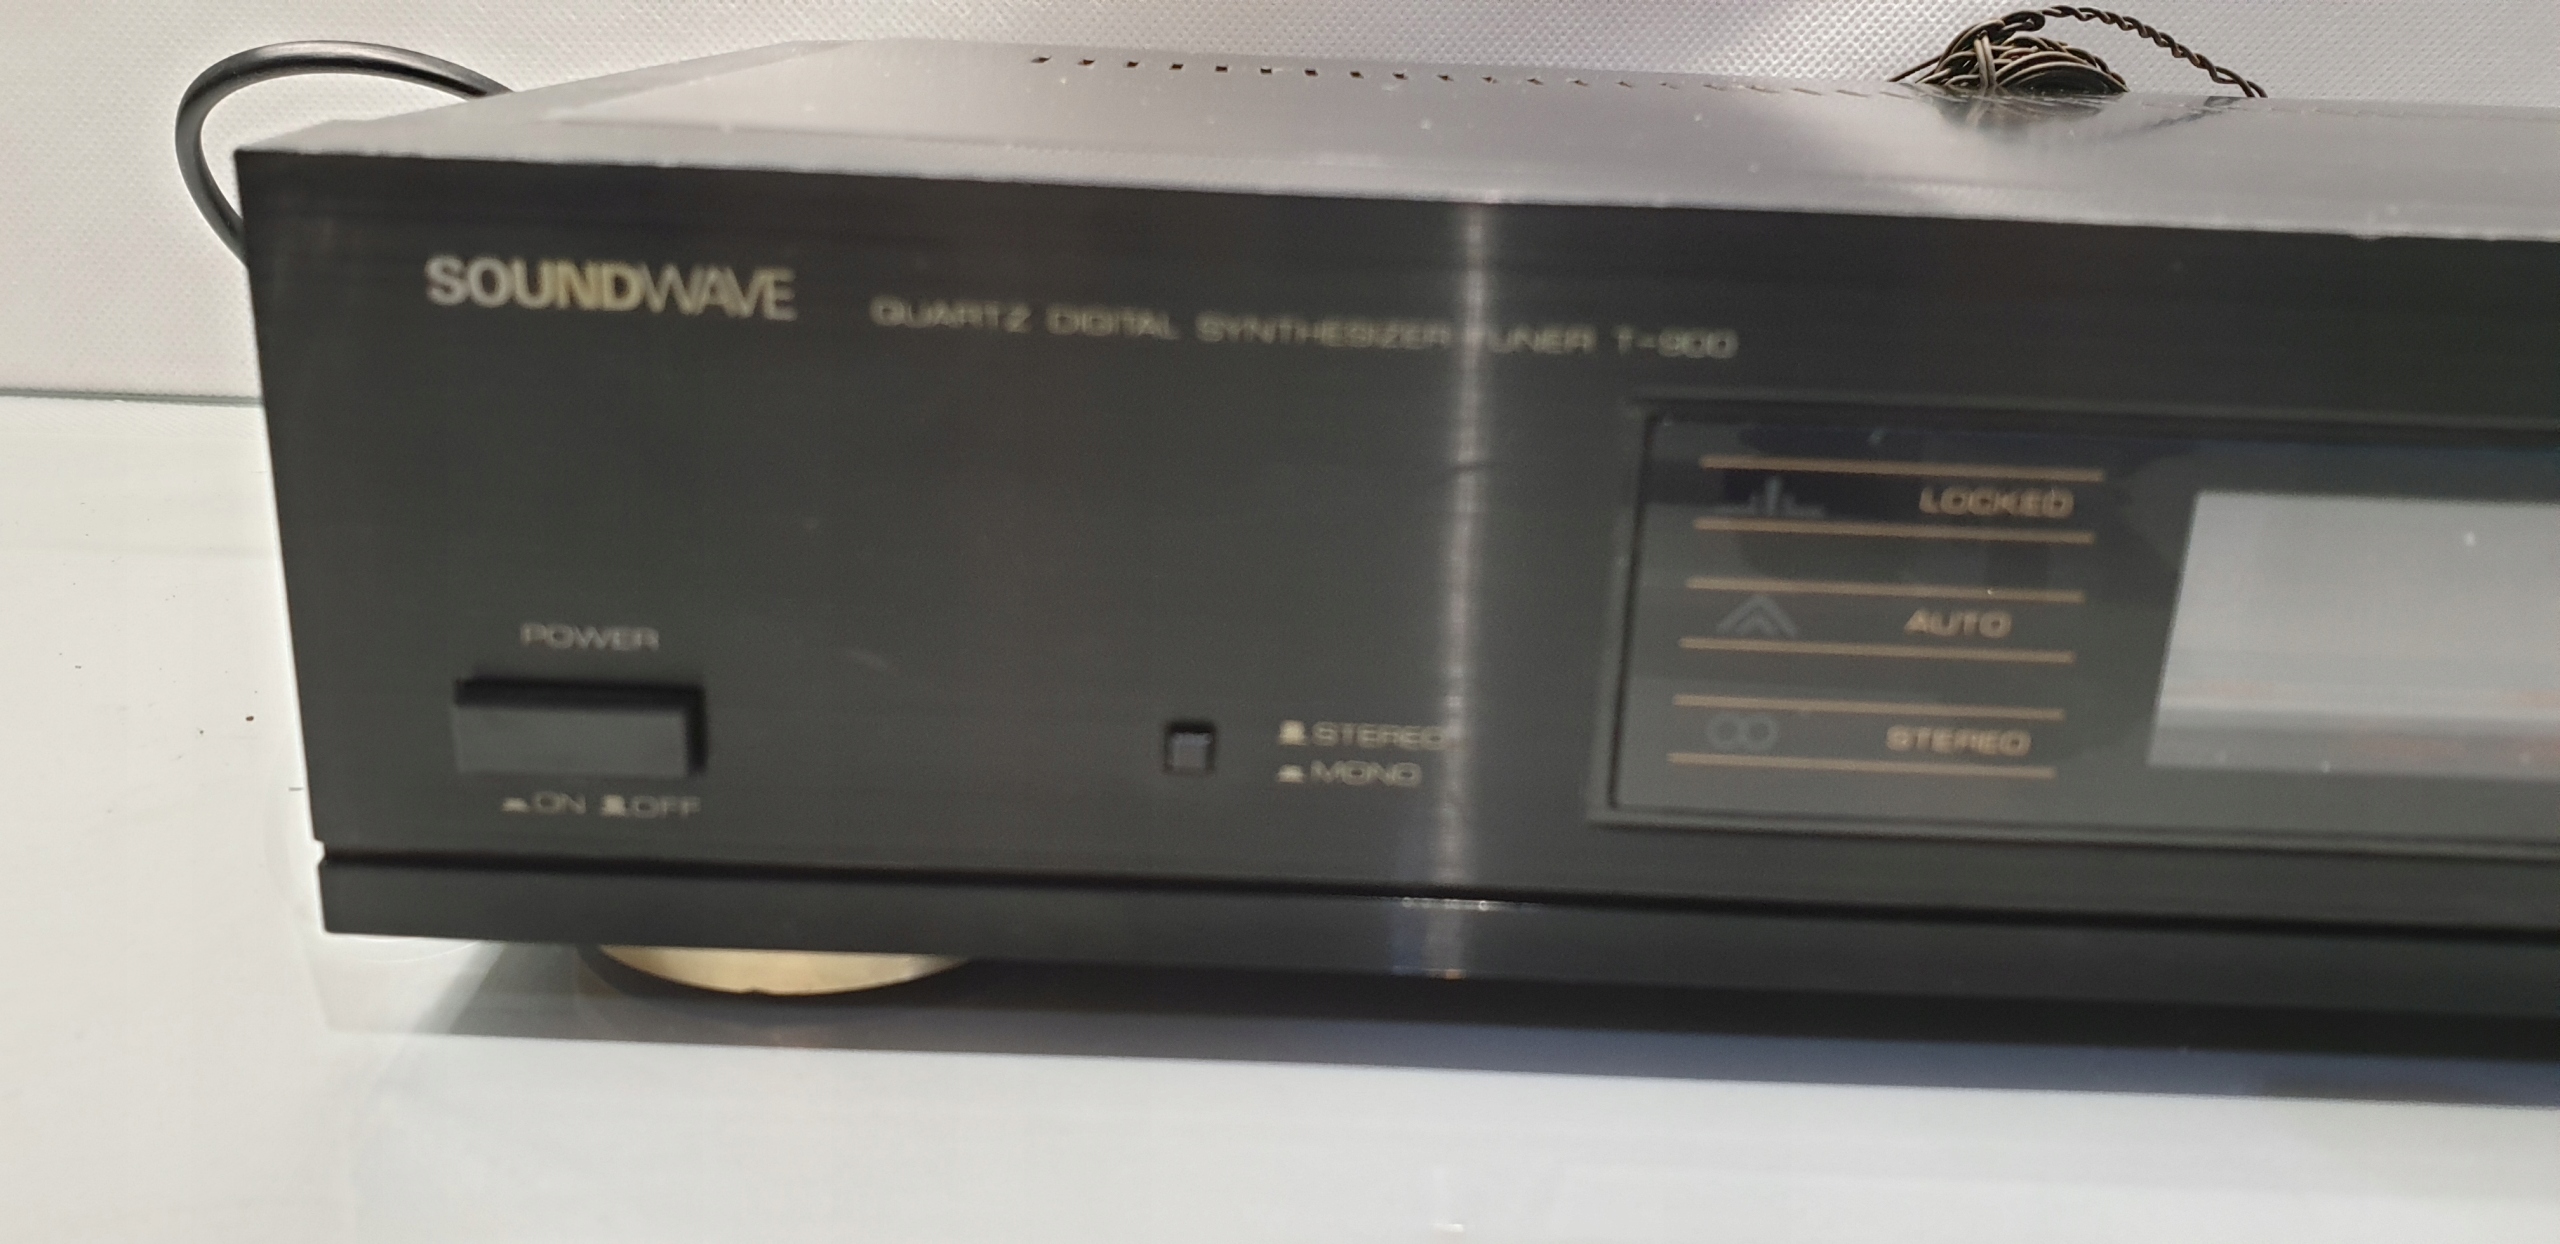 SOUNDWAVE
QUARTZ DIGITAL SYNTHESIZER TUNER T-900
LOCKED
AUTO
STEREO
POWER
ON OFF
STEREO
MONO